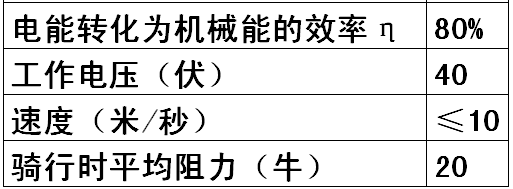 电能转化为机械能的效率 η 80%
工作电压（伏） 40
速度（米/秒） ≤10
骑行时平均阻力（牛） 20